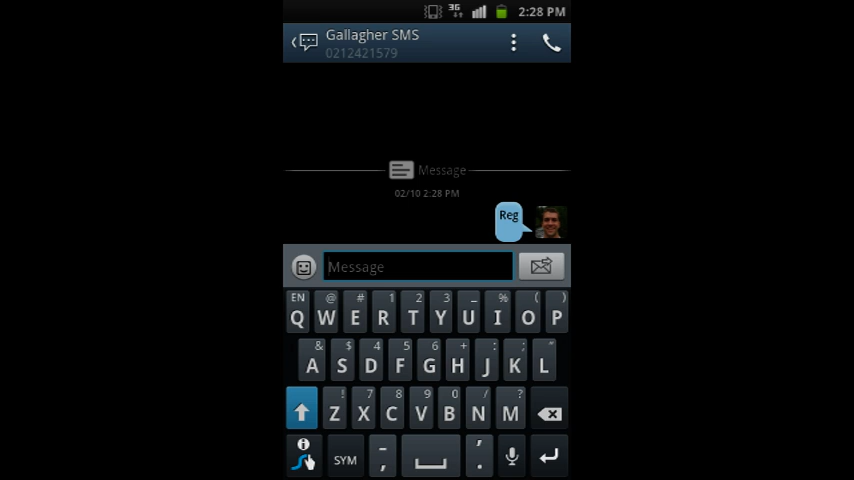 3G 2:28 PM
Gallagher SMS
0212421579
Message
02/10 2:28 PM
Reg
Message
EN @ # 1 2 3 _ % ( )
Q W E R T Y U I O P
& $ 4 5 6 + : ; "
A S D F G H J K L
! 7 8 9 0 / ?
Z X C V B N M
i SYM - , ' .